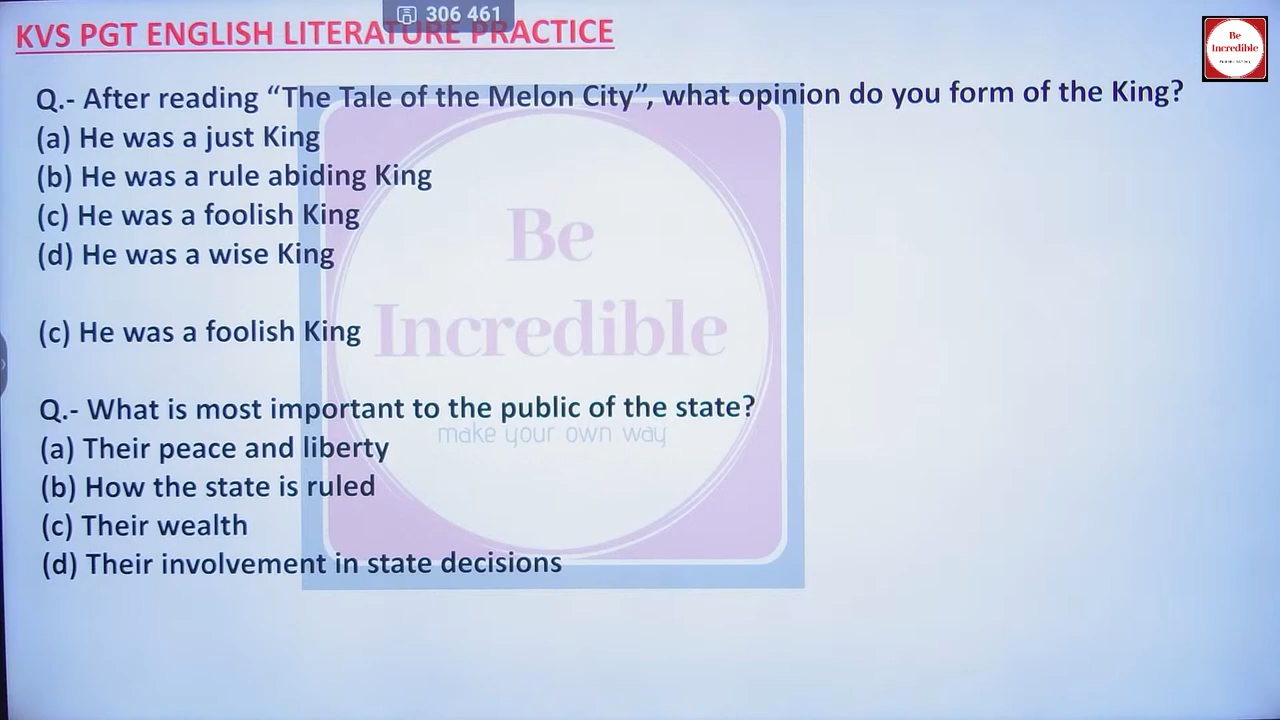 306 461
KVS PGT ENGLISH LITERATURE PRACTICE
Be
Incredible
Q.- After reading “The Tale of the Melon City”, what opinion do you form of the King?
(a) He was a just King
(b) He was a rule abiding King
(c) He was a foolish King
(d) He was a wise King
Be
Incredible
make your own way
(c) He was a foolish King
Q.- What is most important to the public of the state?
(a) Their peace and liberty
(b) How the state is ruled
(c) Their wealth
(d) Their involvement in state decisions